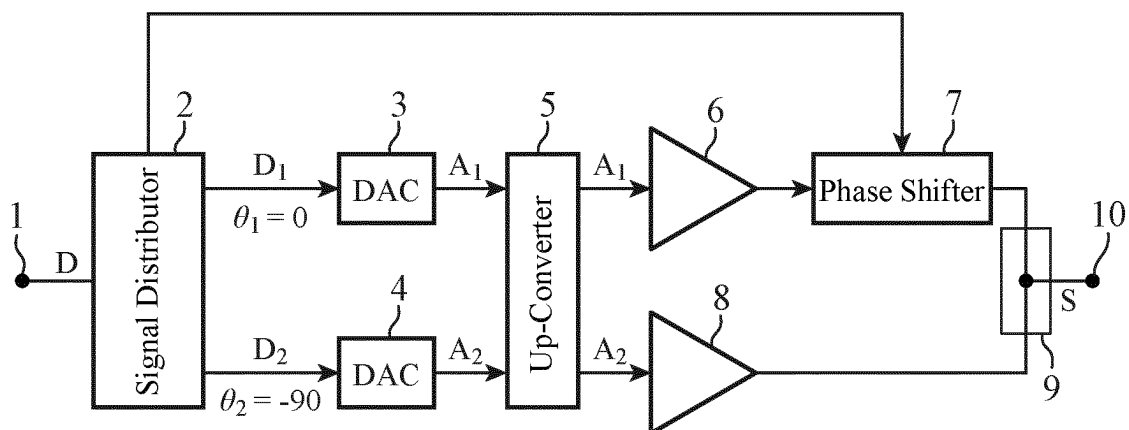 2
3
5
6
7
D₁
A₁
A₁
DAC
Phase Shifter
θ₁ = 0
1
10
D
Signal Distributor
Up-Converter
S
4
8
D₂
A₂
A₂
DAC
9
θ₂ = -90